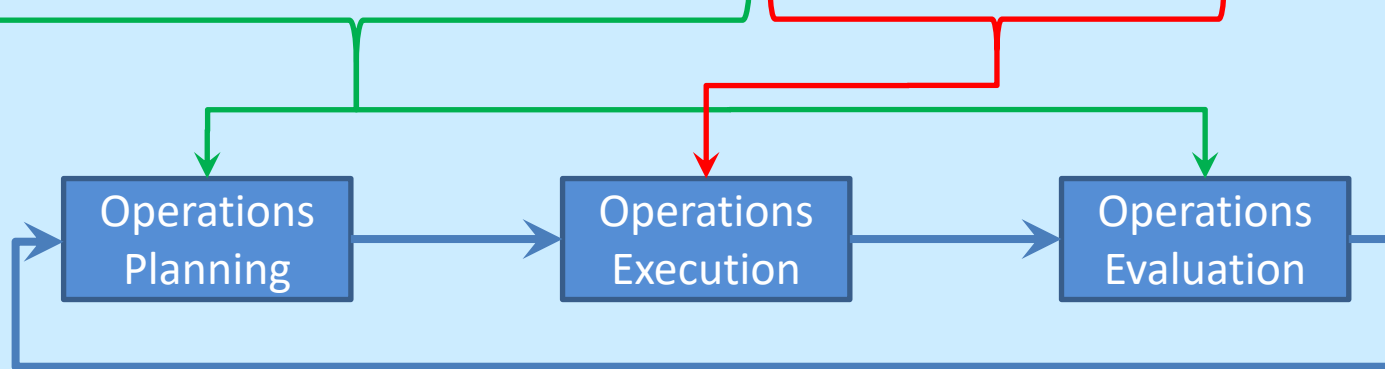 Operations
Planning
Operations
Execution
Operations
Evaluation